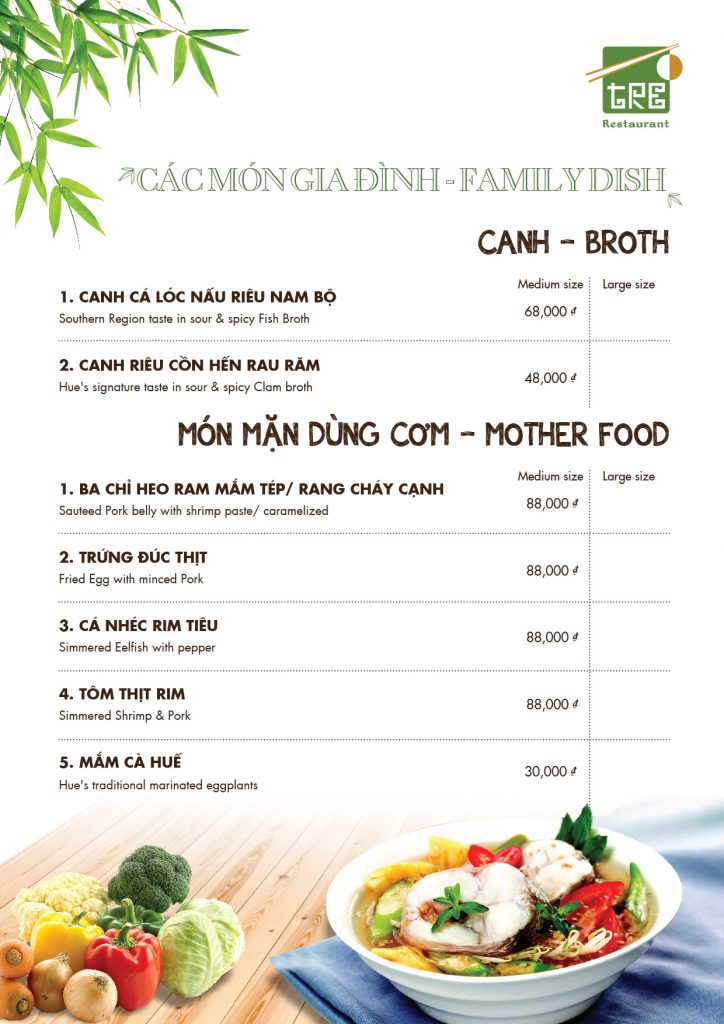 TRE
Restaurant
CÁC MÓN GIA ĐÌNH - FAMILY DISH
CANH - BROTH
Medium size Large size
1. CANH CÁ LÓC NẤU RIÊU NAM BỘ
Southern Region taste in sour & spicy Fish Broth
68,000 ₫
2. CANH RIÊU CỒN HẾN RAU RĂM
Hue's signature taste in sour & spicy Clam broth
48,000 ₫
MÓN MẶN DÙNG CƠM - MOTHER FOOD
Medium size Large size
1. BA CHỈ HEO RAM MẮM TÉP/ RANG CHÁY CẠNH
Sauteed Pork belly with shrimp paste/ caramelized
88,000 ₫
2. TRỨNG ĐÚC THỊT
Fried Egg with minced Pork
88,000 ₫
3. CÁ NHÉC RIM TIÊU
Simmered Eelfish with pepper
88,000 ₫
4. TÔM THỊT RIM
Simmered Shrimp & Pork
88,000 ₫
5. MẮM CÀ HUẾ
Hue's traditional marinated eggplants
30,000 ₫